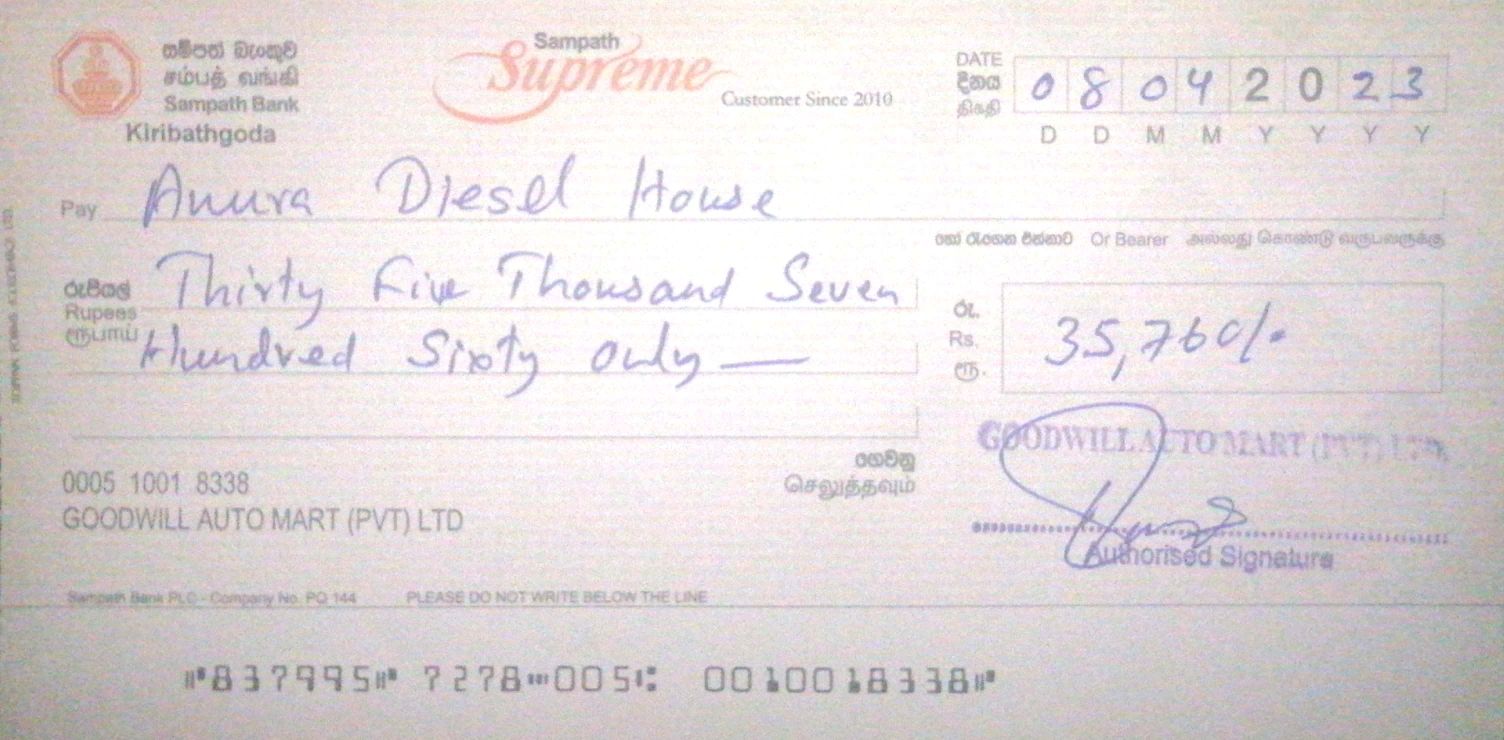 සම්පත් බැංකුව
சம்பத் வங்கி
Sampath Bank
Kiribathgoda
Sampath
Supreme
Customer Since 2010
DATE
දිනය
திகதி
0 8 0 4 2 0 2 3
D D M M Y Y Y Y
Pay Anura Diesel House
හෝ රැගෙන එන්නාට Or Bearer அல்லது கொண்டு வருபவருக்கு
රුපියල්
Rupees
ரூபாய்
Thirty Five Thousand Seven
Hundred Sixty only —
රු.
Rs.
ரூ.
35,760/-
GOODWILL AUTO MART (PVT) LTD
ගෙවනු
செலுத்தவும்
0005 1001 8338
GOODWILL AUTO MART (PVT) LTD
Authorised Signature
Sampath Bank PLC - Company No. PQ 144 PLEASE DO NOT WRITE BELOW THE LINE
⑈837995⑈ 7278⑉005⑆ 0010018338⑈